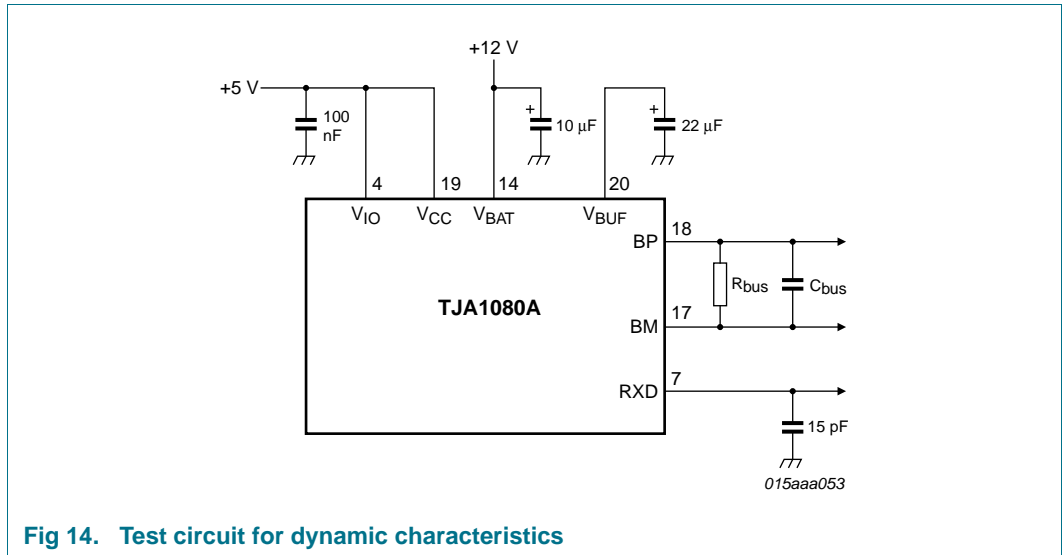 +12 V
+5 V
100
nF
+
10 μF
+
22 μF
4
19
14
20
VIO
VCC
VBAT
VBUF
BP
18
Rbus
Cbus
TJA1080A
BM
17
RXD
7
15 pF
015aaa053
Fig 14. Test circuit for dynamic characteristics